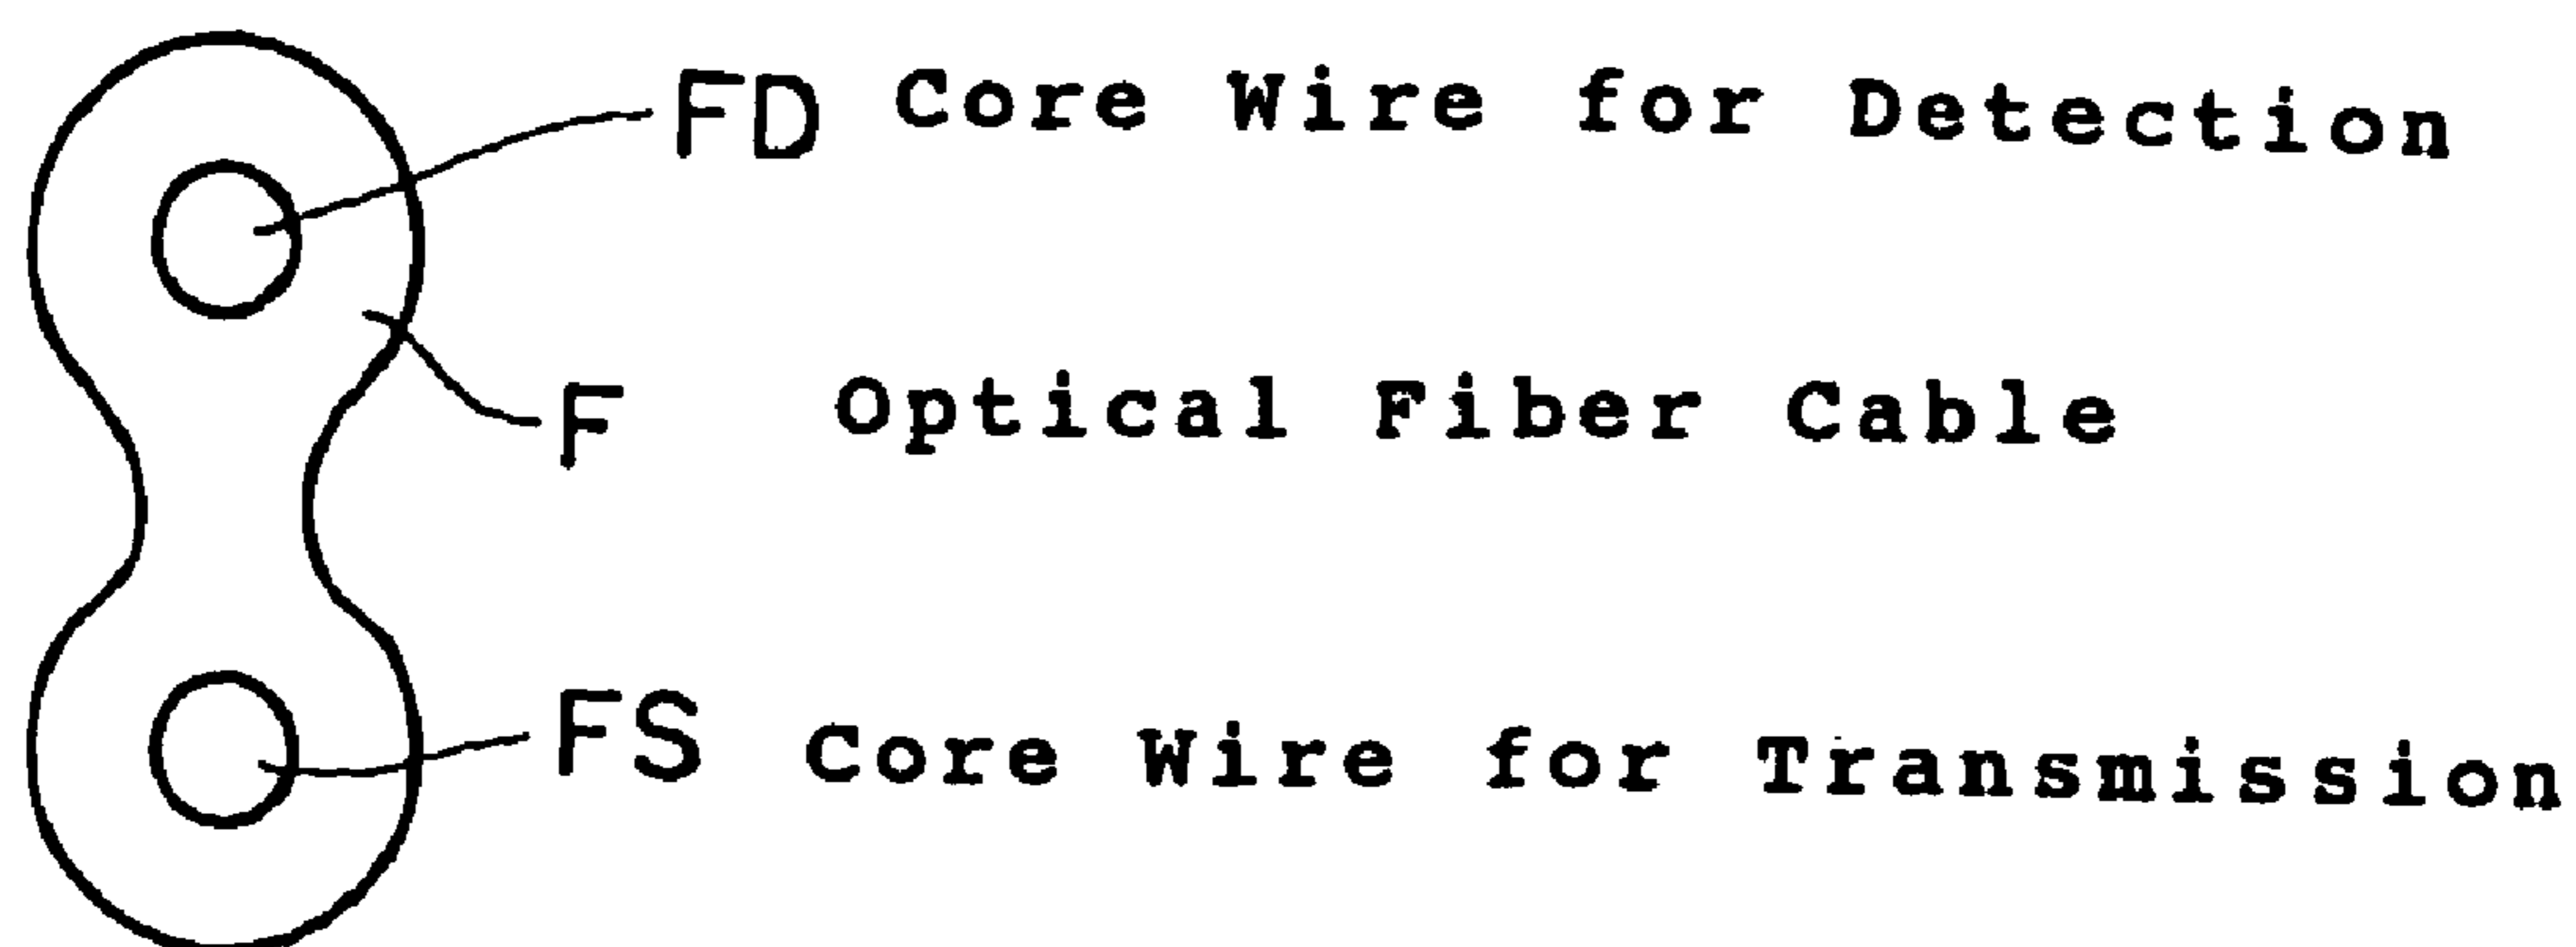 FD Core Wire for Detection
F Optical Fiber Cable
FS Core Wire for Transmission